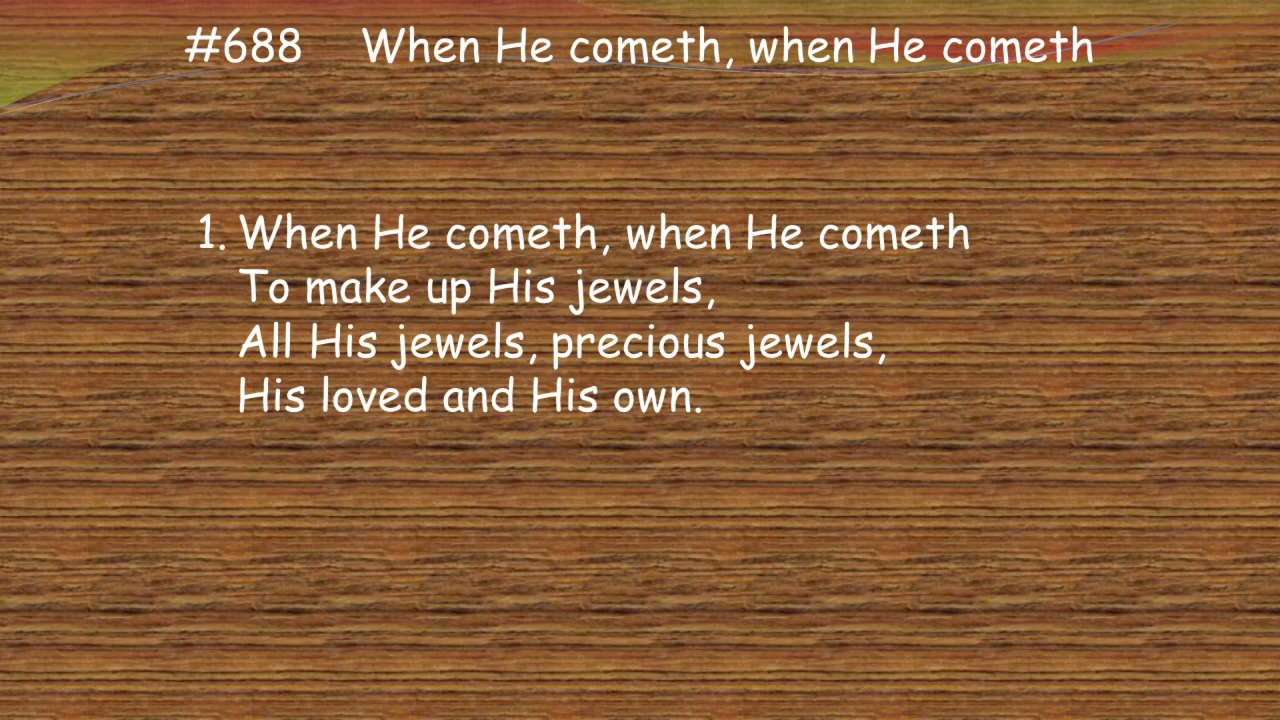 #688 When He cometh, when He cometh
1. When He cometh, when He cometh
To make up His jewels,
All His jewels, precious jewels,
His loved and His own.